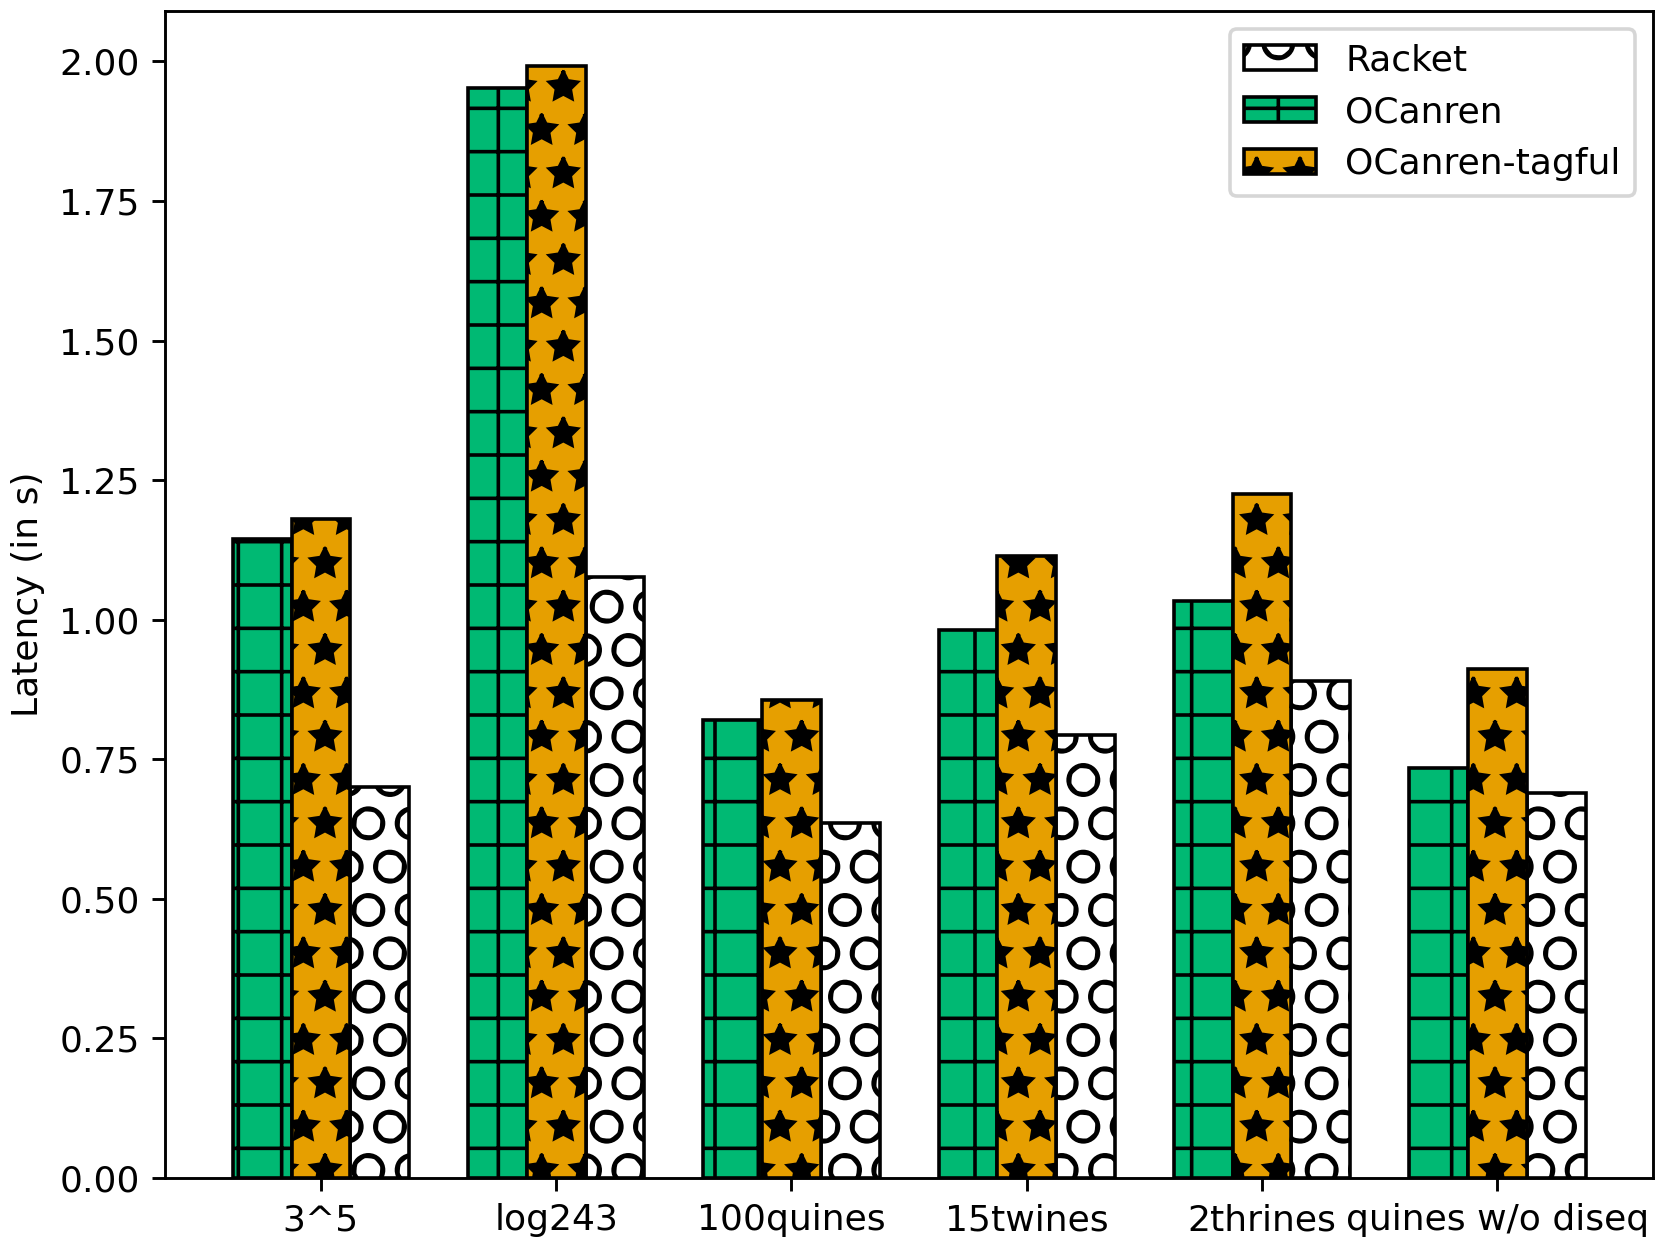 2.00
1.75
1.50
1.25
1.00
0.75
0.50
0.25
0.00
Latency (in s)
Racket
OCanren
OCanren-tagful
3^5 log243 100quines 15twines 2thrines quines w/o diseq